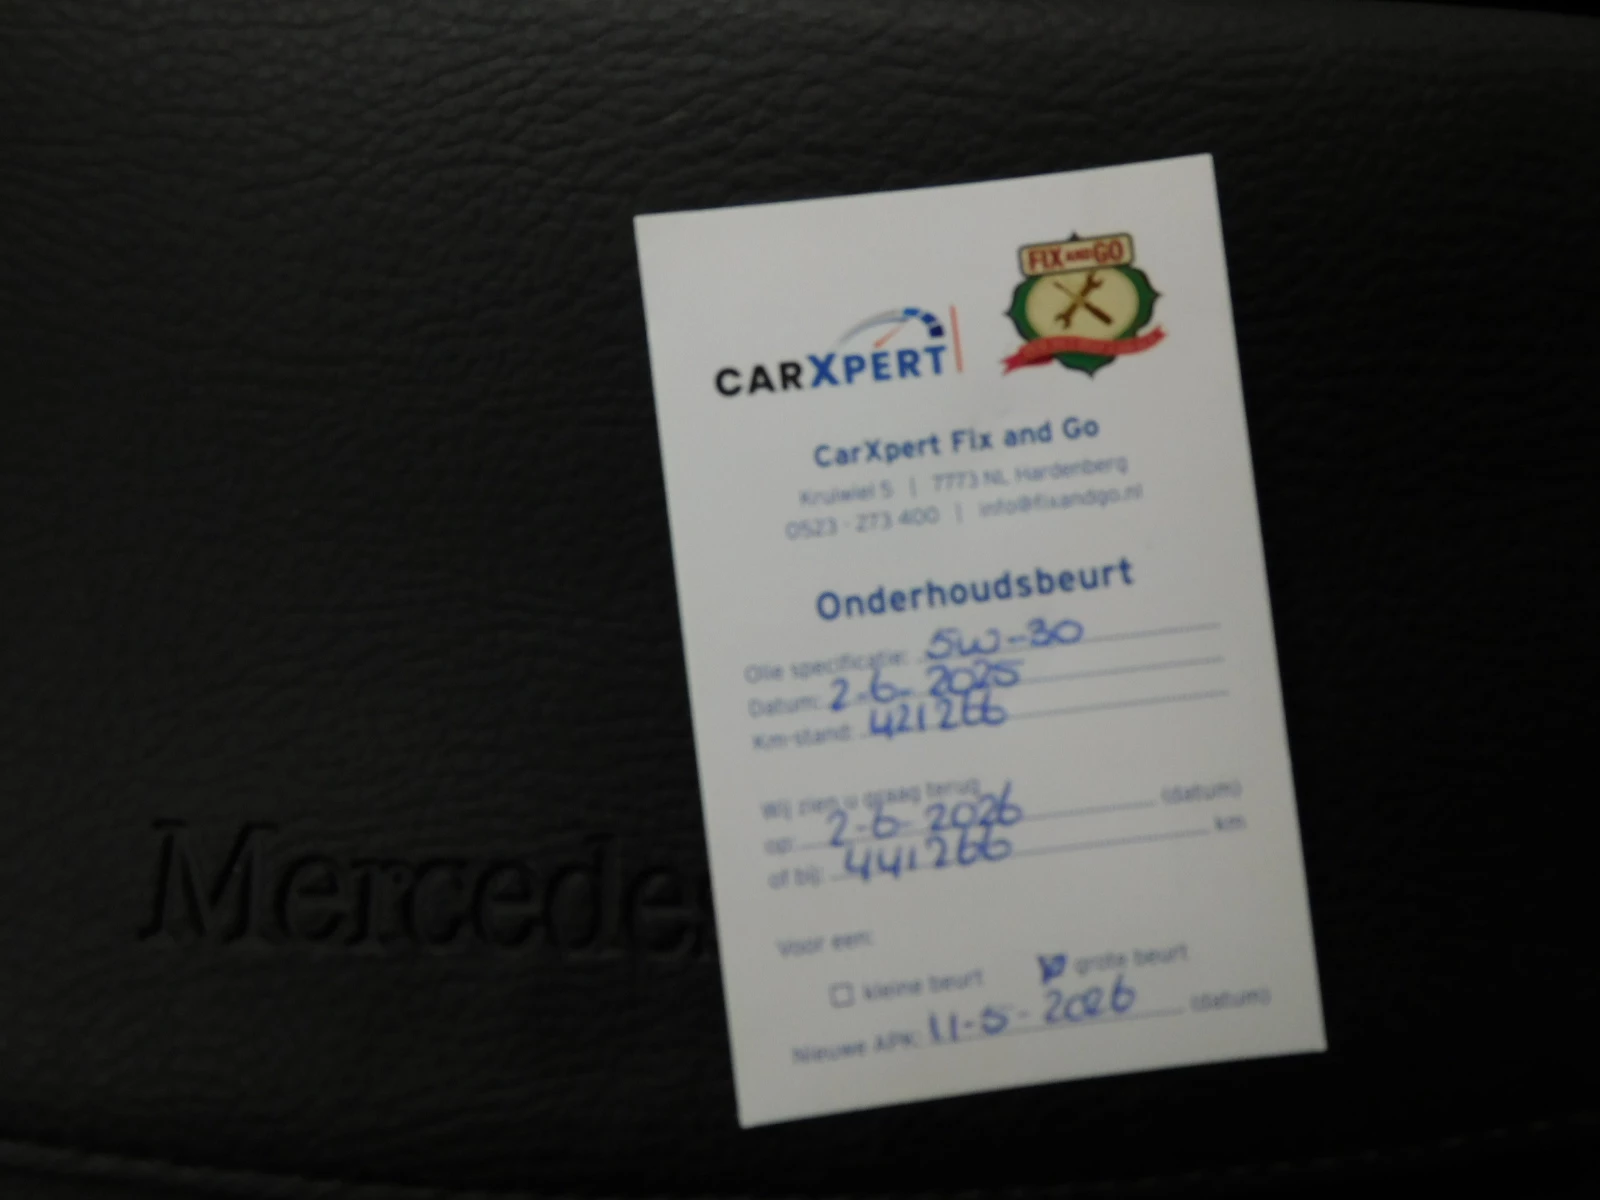 FIX AND GO
CARXPERT
CarXpert Fix and Go
Kruiwiel 5 | 7773 NL Hardenberg
0523 - 273 400 | info@fixandgo.nl
Onderhoudsbeurt
Olie specificatie: 5W-30
Datum: 2-6-2025
Km-stand: 421266
Wij zien u graag terug
op: 2-6-2026 (datum)
of bij: 441266 km
Voor een:
kleine beurt grote beurt
Nieuwe APK: 11-5-2026 (datum)
Mercedes